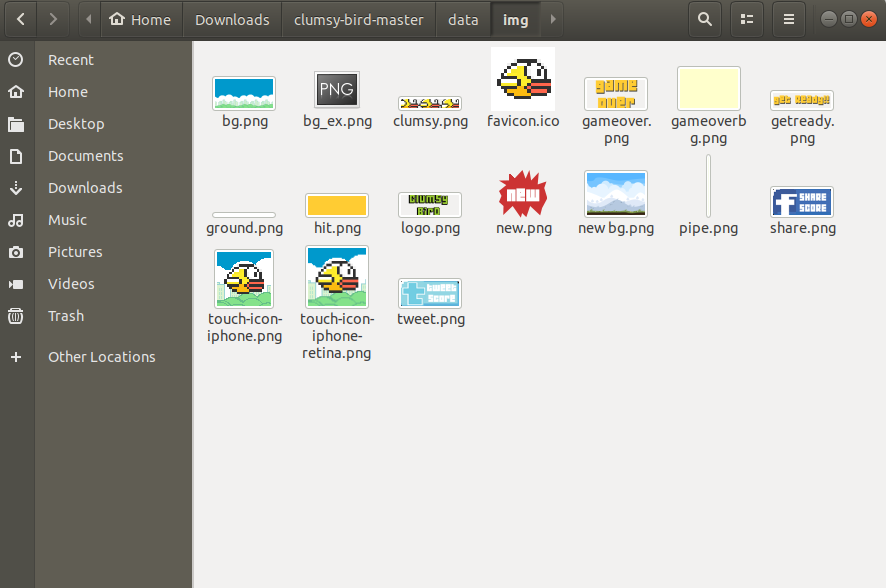 Home
Downloads
clumsy-bird-master
data
img
Recent
Home
Desktop
Documents
Downloads
Music
Pictures
Videos
Trash
Other Locations
PNG
game
over
get ready!!
bg.png
bg_ex.png
clumsy.png
favicon.ico
gameover.
png
gameoverb
g.png
getready.
png
Clumsy
Bird
new
SHARE
SCORE
ground.png
hit.png
logo.png
new.png
new bg.png
pipe.png
share.png
tweet
Score
touch-icon-
iphone.png
touch-icon-
iphone-
retina.png
tweet.png